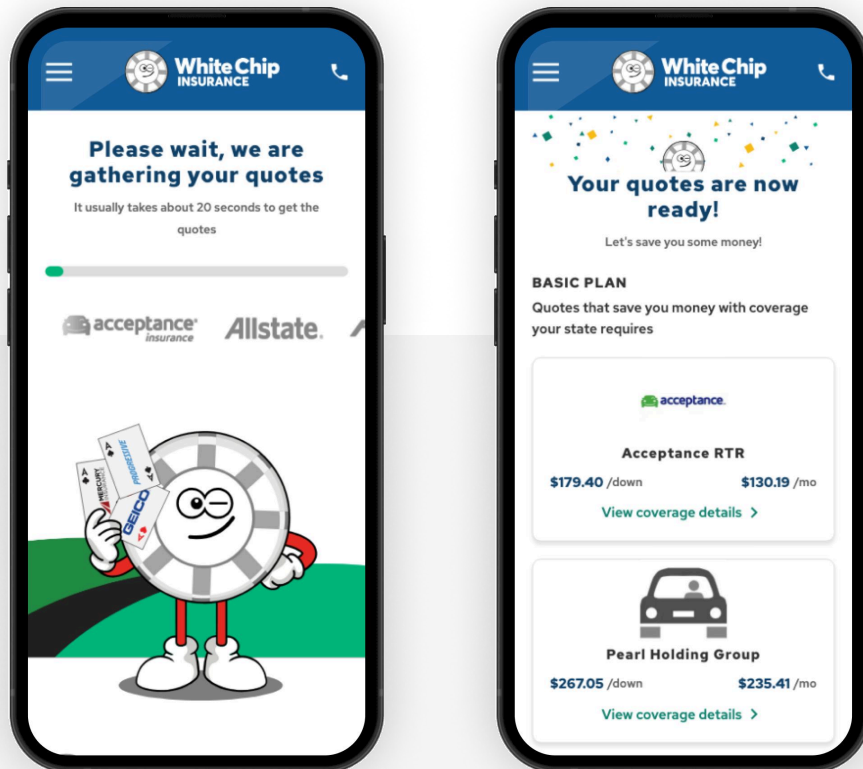 White Chip
INSURANCE
Please wait, we are
gathering your quotes
It usually takes about 20 seconds to get the
quotes
acceptance
insurance
Allstate.
MERCURY
PROGRESSIVE
GEICO
A
A
A
A
White Chip
INSURANCE
Your quotes are now
ready!
Let's save you some money!
BASIC PLAN
Quotes that save you money with coverage
your state requires
acceptance.
Acceptance RTR
$179.40 /down $130.19 /mo
View coverage details >
Pearl Holding Group
$267.05 /down $235.41 /mo
View coverage details >